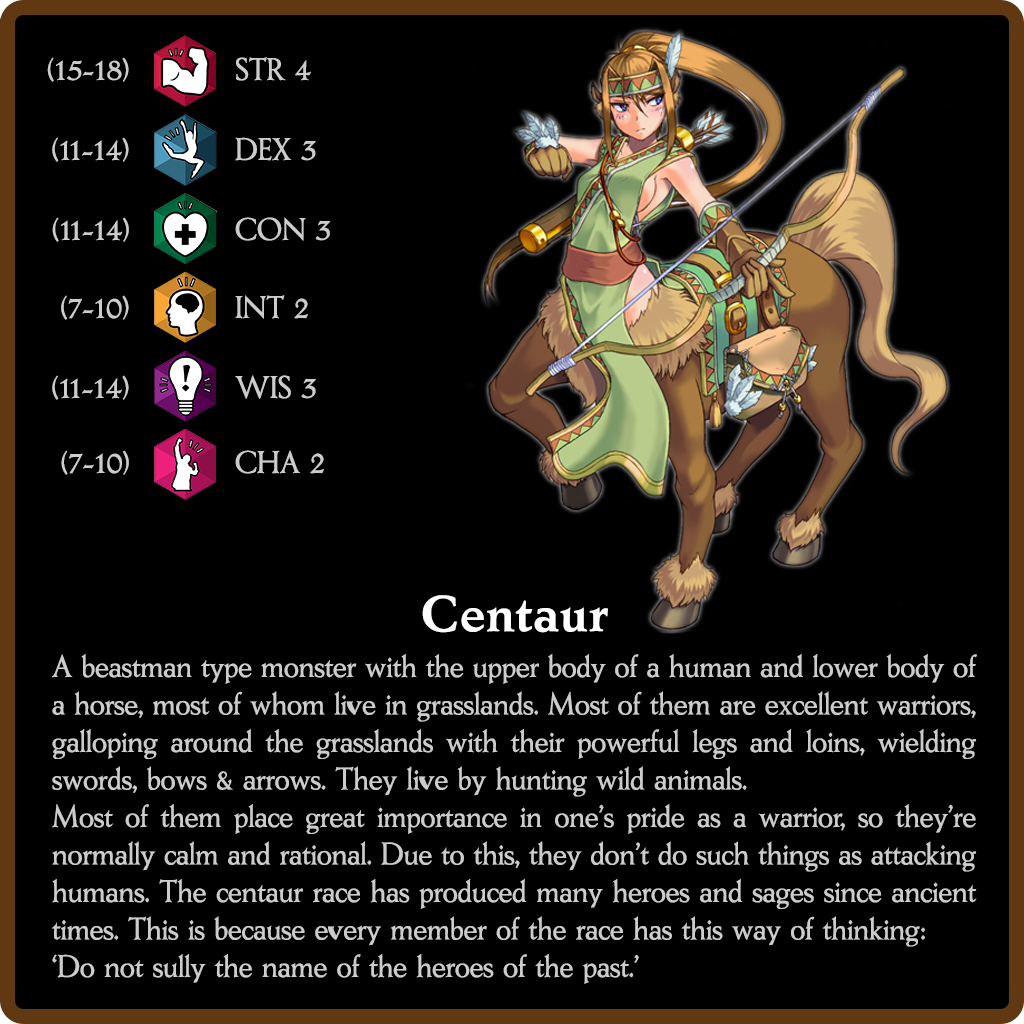 (15-18) STR 4
(11-14) DEX 3
(11-14) CON 3
(7-10) INT 2
(11-14) WIS 3
(7-10) CHA 2
Centaur
A beastman type monster with the upper body of a human and lower body of
a horse, most of whom live in grasslands. Most of them are excellent warriors,
galloping around the grasslands with their powerful legs and loins, wielding
swords, bows & arrows. They live by hunting wild animals.
Most of them place great importance in one's pride as a warrior, so they're
normally calm and rational. Due to this, they don't do such things as attacking
humans. The centaur race has produced many heroes and sages since ancient
times. This is because every member of the race has this way of thinking:
‘Do not sully the name of the heroes of the past.’